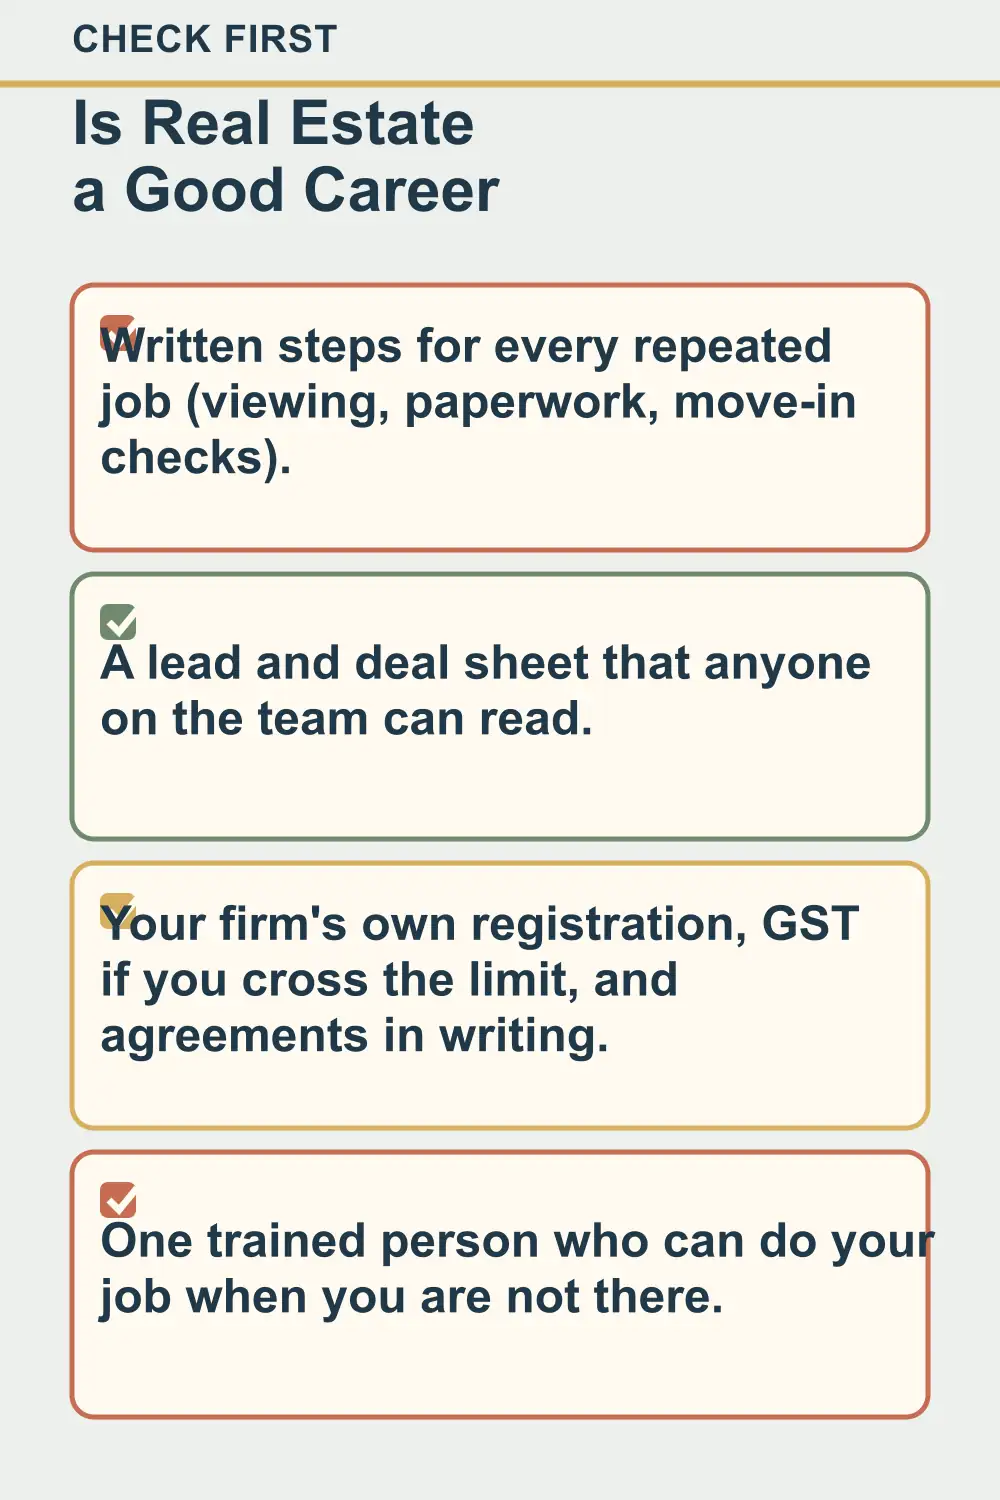 CHECK FIRST
Is Real Estate
a Good Career
Written steps for every repeated
job (viewing, paperwork, move-in
checks).
A lead and deal sheet that anyone
on the team can read.
Your firm's own registration, GST
if you cross the limit, and
agreements in writing.
One trained person who can do your
job when you are not there.